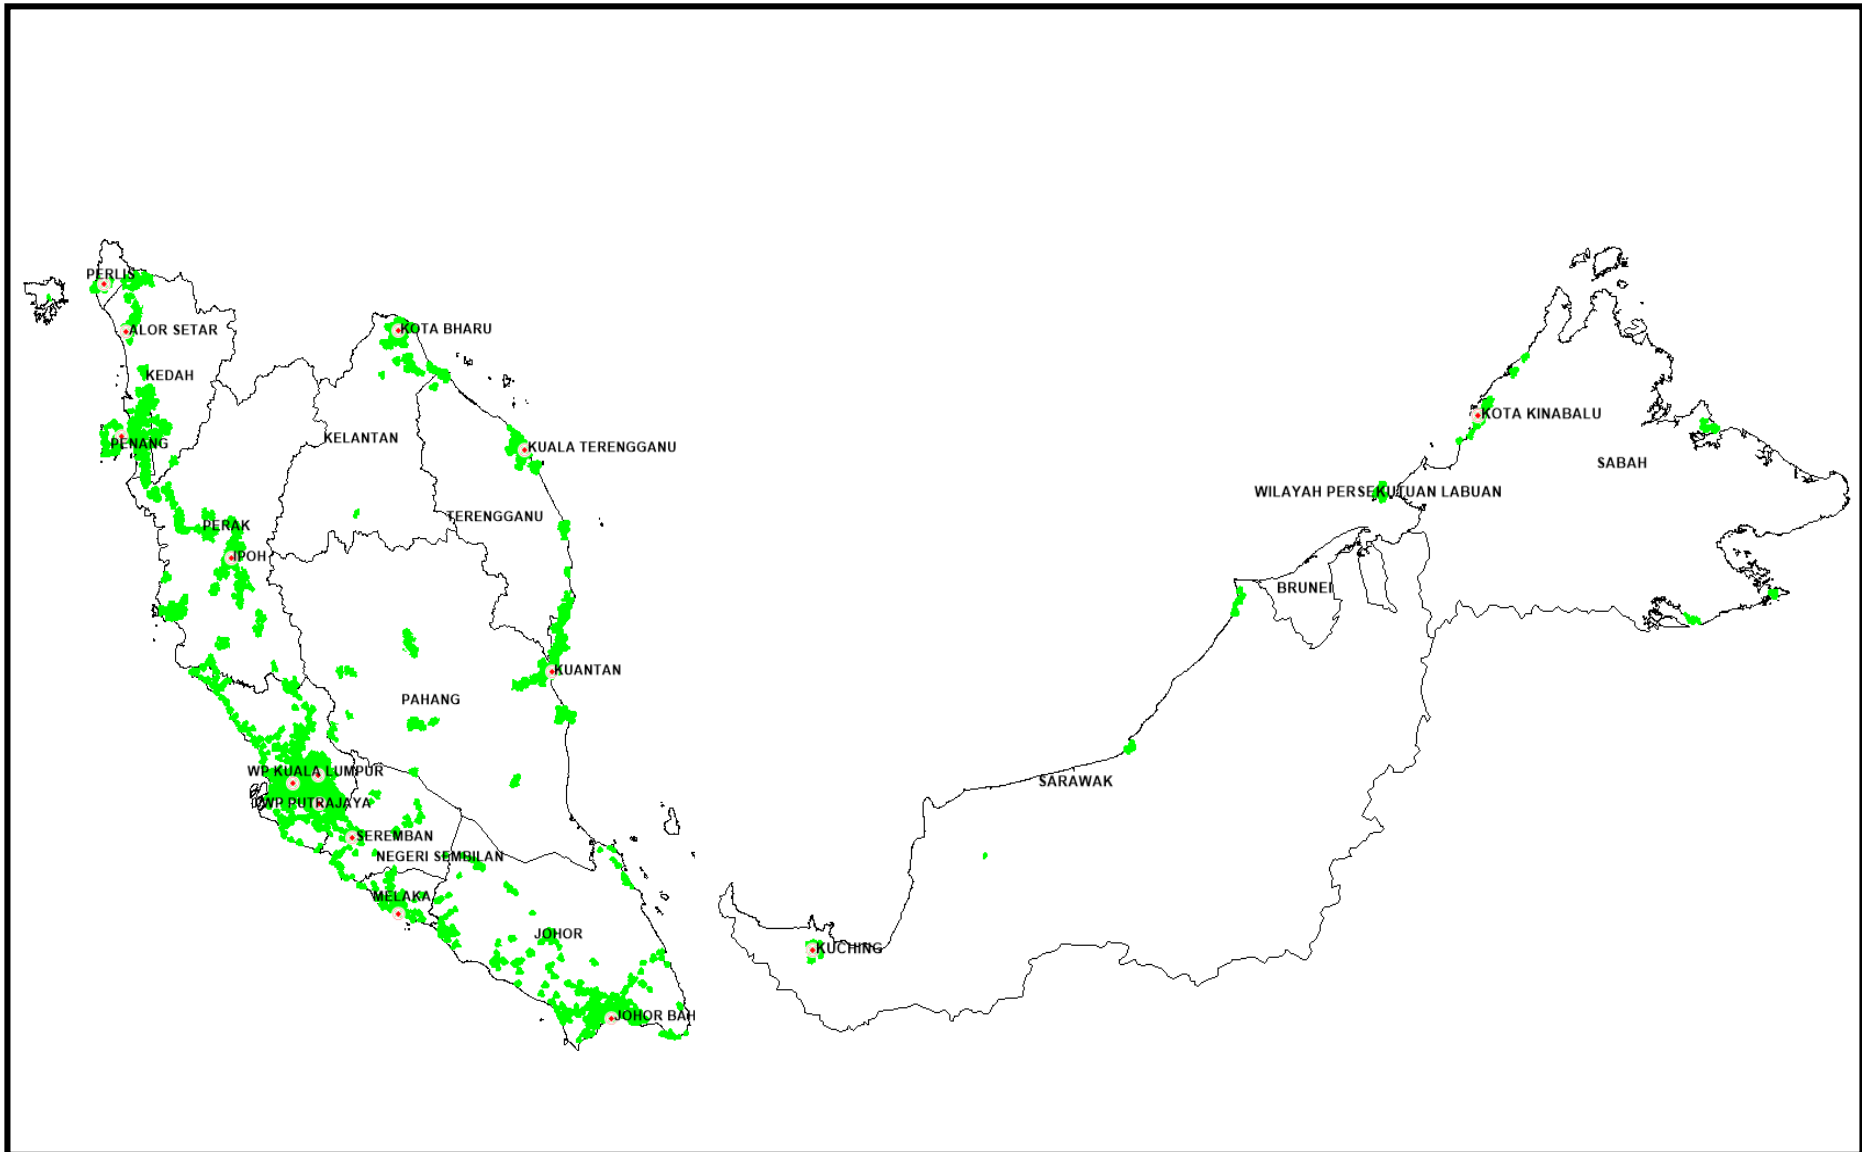 PERLIS
ALOR SETAR
KOTA BHARU
KEDAH
KOTA KINABALU
PENANG
KELANTAN
KUALA TERENGGANU
SABAH
WILAYAH PERSEKUTUAN LABUAN
TERENGGANU
PERAK
IPOH
BRUNEI
KUANTAN
PAHANG
WP KUALA LUMPUR
SARAWAK
WP PUTRAJAYA
SEREMBAN
NEGERI SEMBILAN
MELAKA
JOHOR
KUCHING
JOHOR BAH